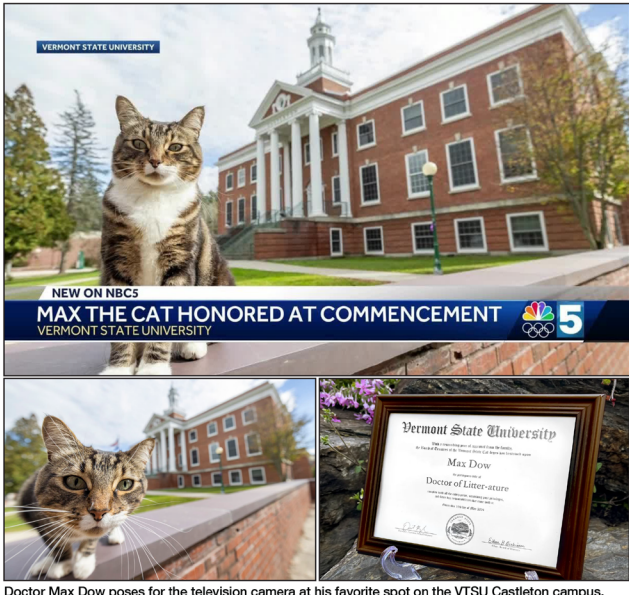 VERMONT STATE UNIVERSITY
NEW ON NBC5
MAX THE CAT HONORED AT COMMENCEMENT
VERMONT STATE UNIVERSITY
5
Vermont State University
Max Dow
Doctor of Litter-ature
Doctor Max Dow poses for the television camera at his favorite spot on the VTSU Castleton campus.